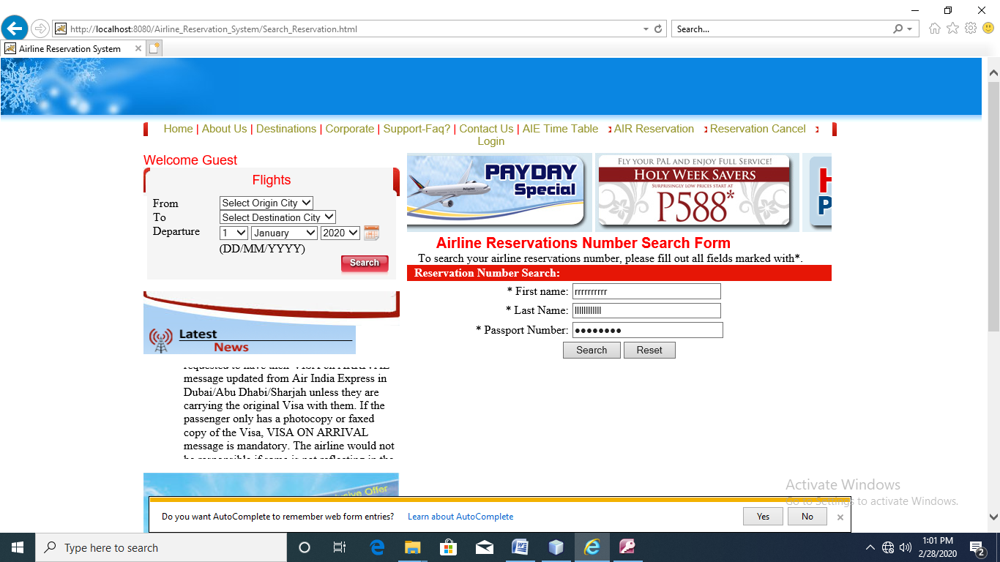 http://localhost:8080/Airline_Reservation_System/Search_Reservation.html
Search...
Airline Reservation System
Home | About Us | Destinations | Corporate | Support-Faq? | Contact Us | AIE Time Table AIR Reservation Reservation Cancel
Login
Welcome Guest
Flights
From Select Origin City
To Select Destination City
Departure 1 January 2020
(DD/MM/YYYY)
Search
Latest
News
message updated from Air India Express in
Dubai/Abu Dhabi/Sharjah unless they are
carrying the original Visa with them. If the
passenger only has a photocopy or faxed
copy of the Visa, VISA ON ARRIVAL
message is mandatory. The airline would not
PAYDAY
Special
Philippines
FLY YOUR PAL AND ENJOY FULL SERVICE!
HOLY WEEK SAVERS
SURPRISINGLY LOW PRICES START AT
P588*
H
P
Airline Reservations Number Search Form
To search your airline reservations number, please fill out all fields marked with*.
Reservation Number Search:
* First name: rrrrrrrrrr
* Last Name: llllllllllll
* Passport Number: ●●●●●●●●
Search Reset
Offer
Activate Windows
Go to Settings to activate Windows.
Do you want AutoComplete to remember web form entries? Learn about AutoComplete Yes No
Type here to search
1:01 PM
2/28/2020
2